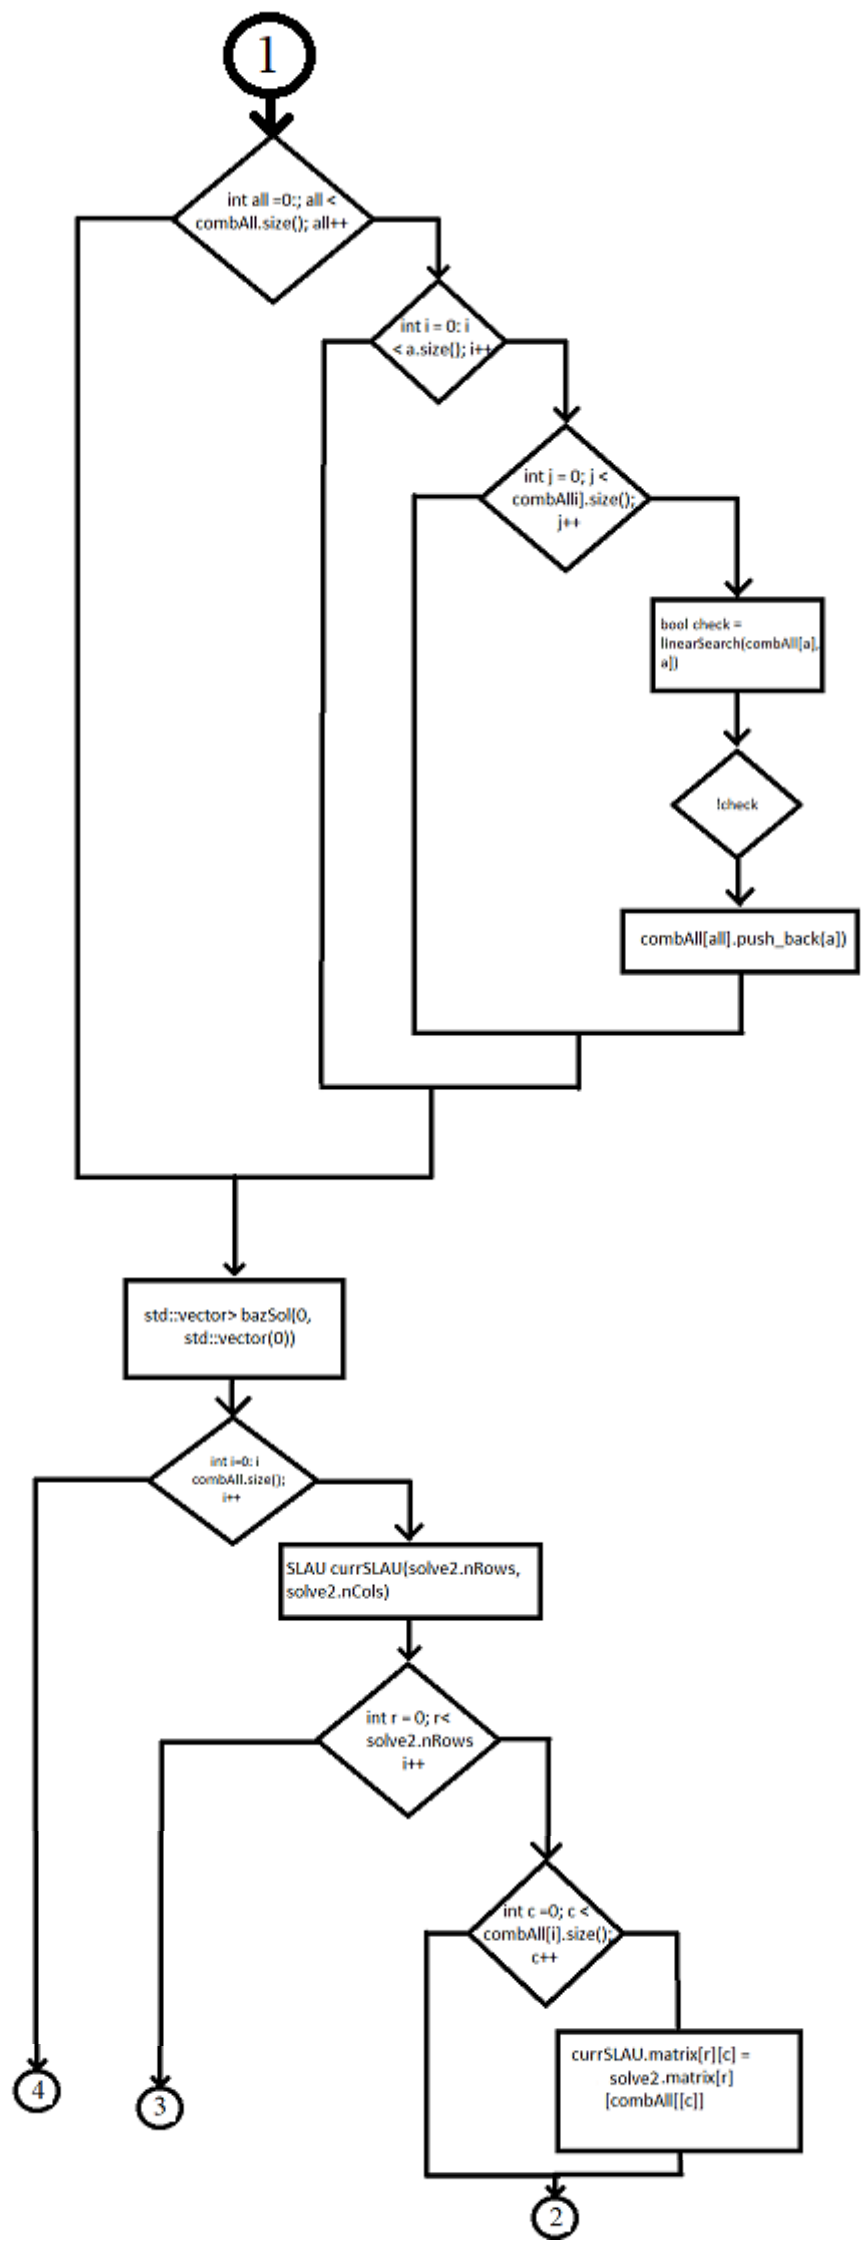 1
int all =0:; all <
combAll.size(); all++
int i = 0: i
< a.size(); i++
int j = 0; j <
combAlli].size();
j++
bool check =
linearSearch(combAll[a],
a])
!check
combAll[all].push_back(a])
std::vector> bazSol(0,
std::vector(0))
int i=0: i
combAll.size();
i++
SLAU currSLAU(solve2.nRows,
solve2.nCols)
int r = 0; r<
solve2.nRows
i++
int c =0; c <
combAll[i].size();
c++
currSLAU.matrix[r][c] =
solve2.matrix[r]
[combAll[[c]]
4
3
2